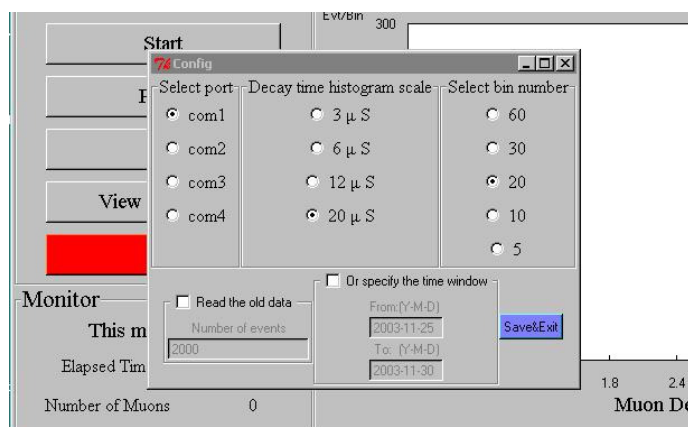 Evt/Bin
300
Start
Config
Select port
Decay time histogram scale
Select bin number
com1
3 μ S
60
com2
6 μ S
30
com3
12 μ S
20
com4
20 μ S
10
5
View
Monitor
Or specify the time window
Read the old data
From:(Y-M-D)
This m
Number of events
2003-11-25
Save&Exit
2000
To: (Y-M-D)
Elapsed Tim
2003-11-30
1.8 2.4
Number of Muons 0
Muon De